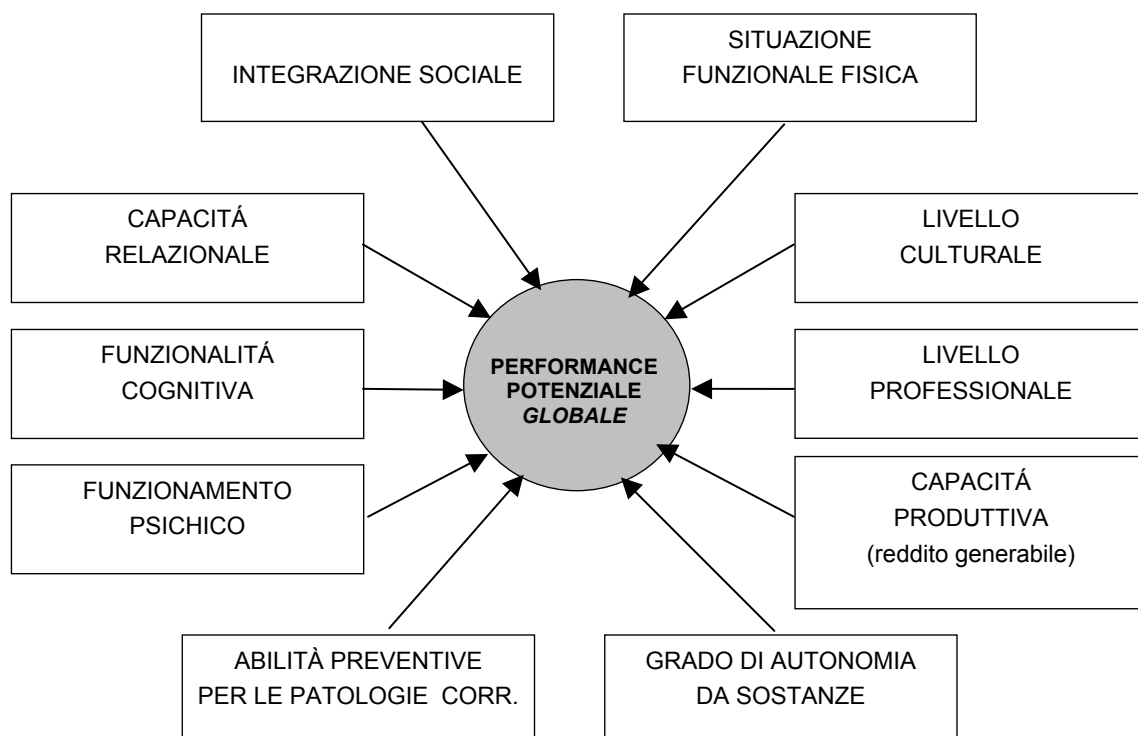 INTEGRAZIONE SOCIALE
SITUAZIONE
FUNZIONALE FISICA
CAPACITÁ
RELAZIONALE
LIVELLO
CULTURALE
FUNZIONALITÁ
COGNITIVA
PERFORMANCE
POTENZIALE
GLOBALE
LIVELLO
PROFESSIONALE
FUNZIONAMENTO
PSICHICO
CAPACITÁ
PRODUTTIVA
(reddito generabile)
ABILITÀ PREVENTIVE
PER LE PATOLOGIE CORR.
GRADO DI AUTONOMIA
DA SOSTANZE